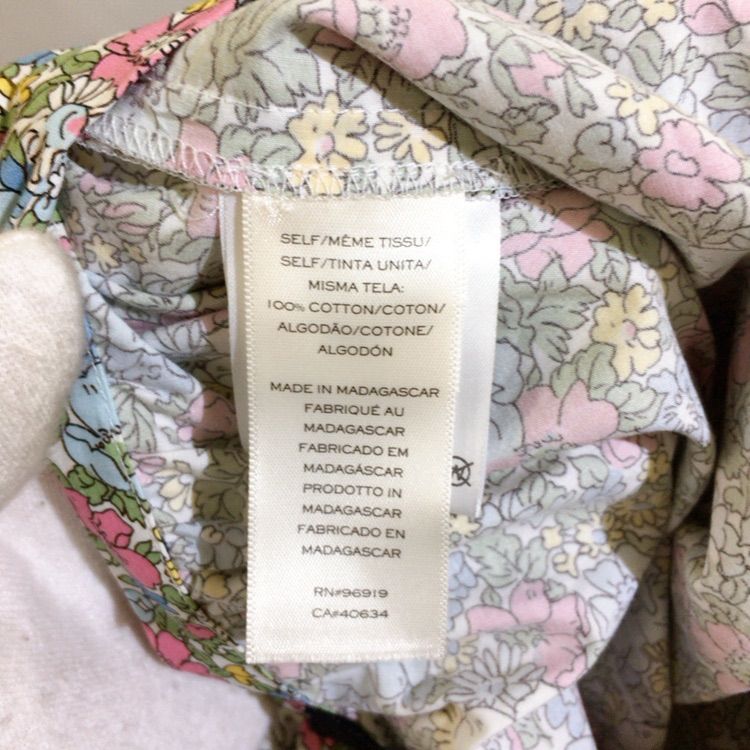 SELF/MÊME TISSU/
SELF/TINTA UNITA/
MISMA TELA:
100% COTTON/COTON/
ALGODÃO/COTONE/
ALGODÓN
MADE IN MADAGASCAR
FABRIQUÉ AU
MADAGASCAR
FABRICADO EM
MADAGÁSCAR
PRODOTTO IN
MADAGASCAR
FABRICADO EN
MADAGASCAR
RN#96919
CA#40634